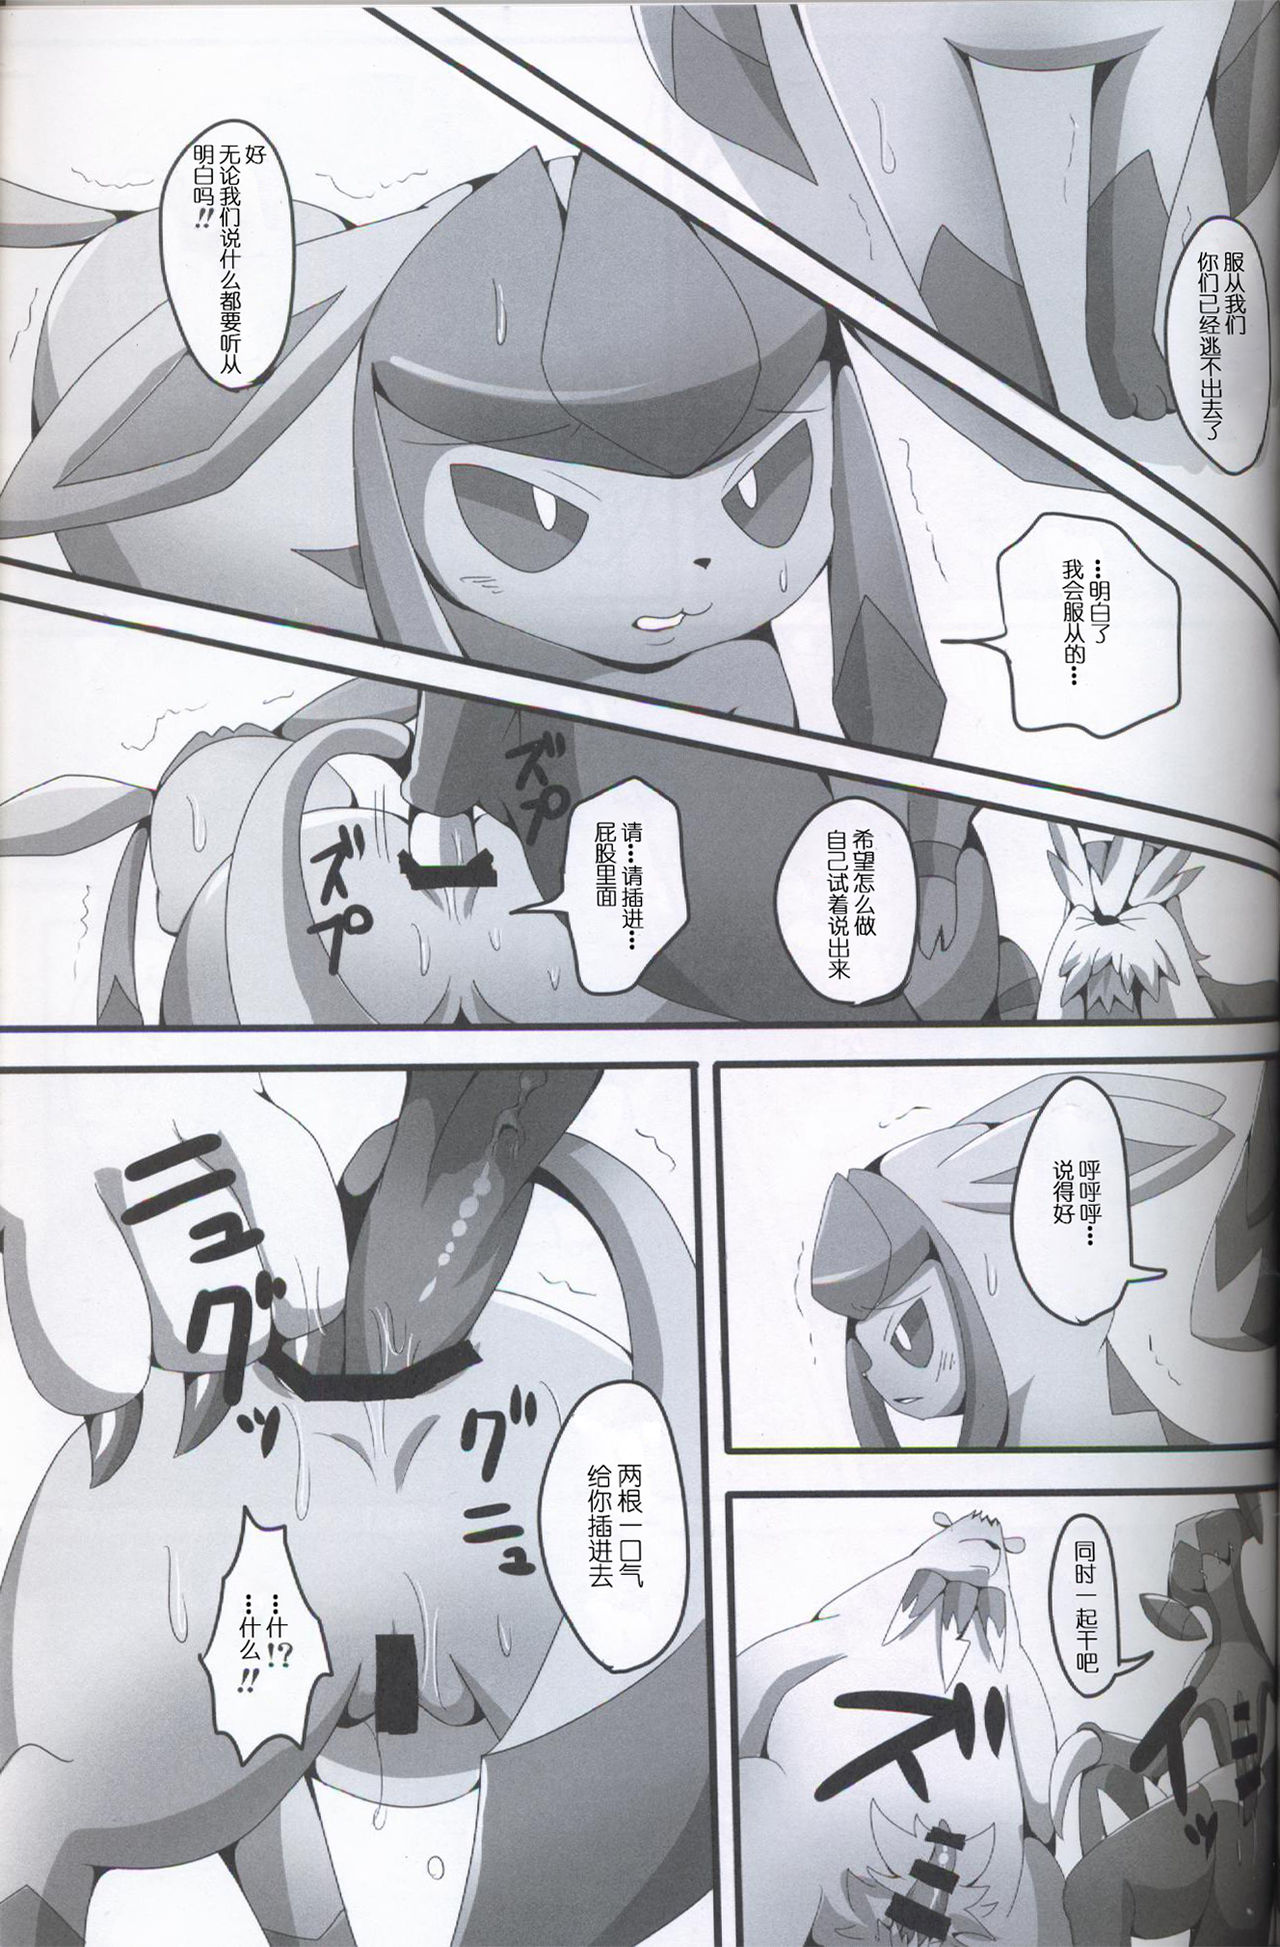 服从我们
你们已经逃不出去了
好
无论我们说什么都要听从
明白吗!!
…明白了
我会服从的…
希望怎么做
自己试着说出来
请…请插进…
屁股里面
ズプ
ズプ
呼呼呼…
说得好
同时一起干吧
ドッ
两根一口气
给你插进去
ニュグッ
グッニュ
…什!?
…什么!!